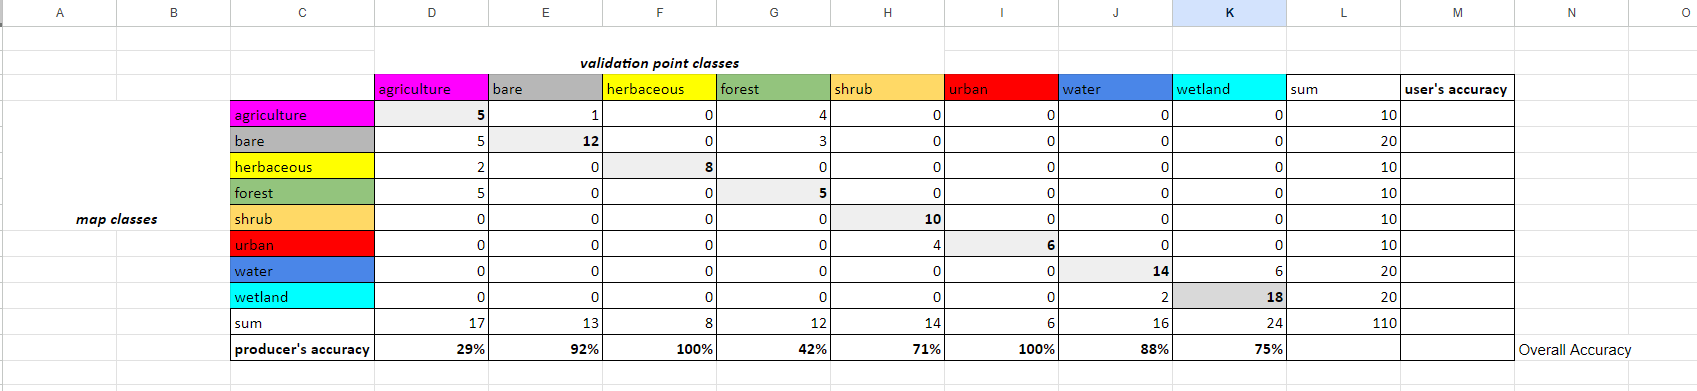 A B C D E F G H I J K L M N O
validation point classes
agriculture bare herbaceous forest shrub urban water wetland sum user's accuracy
agriculture 5 1 0 4 0 0 0 0 10
bare 5 12 0 3 0 0 0 0 20
herbaceous 2 0 8 0 0 0 0 0 10
forest 5 0 0 5 0 0 0 0 10
map classes shrub 0 0 0 0 10 0 0 0 10
urban 0 0 0 0 4 6 0 0 10
water 0 0 0 0 0 0 14 6 20
wetland 0 0 0 0 0 0 2 18 20
sum 17 13 8 12 14 6 16 24 110
producer's accuracy 29% 92% 100% 42% 71% 100% 88% 75% Overall Accuracy